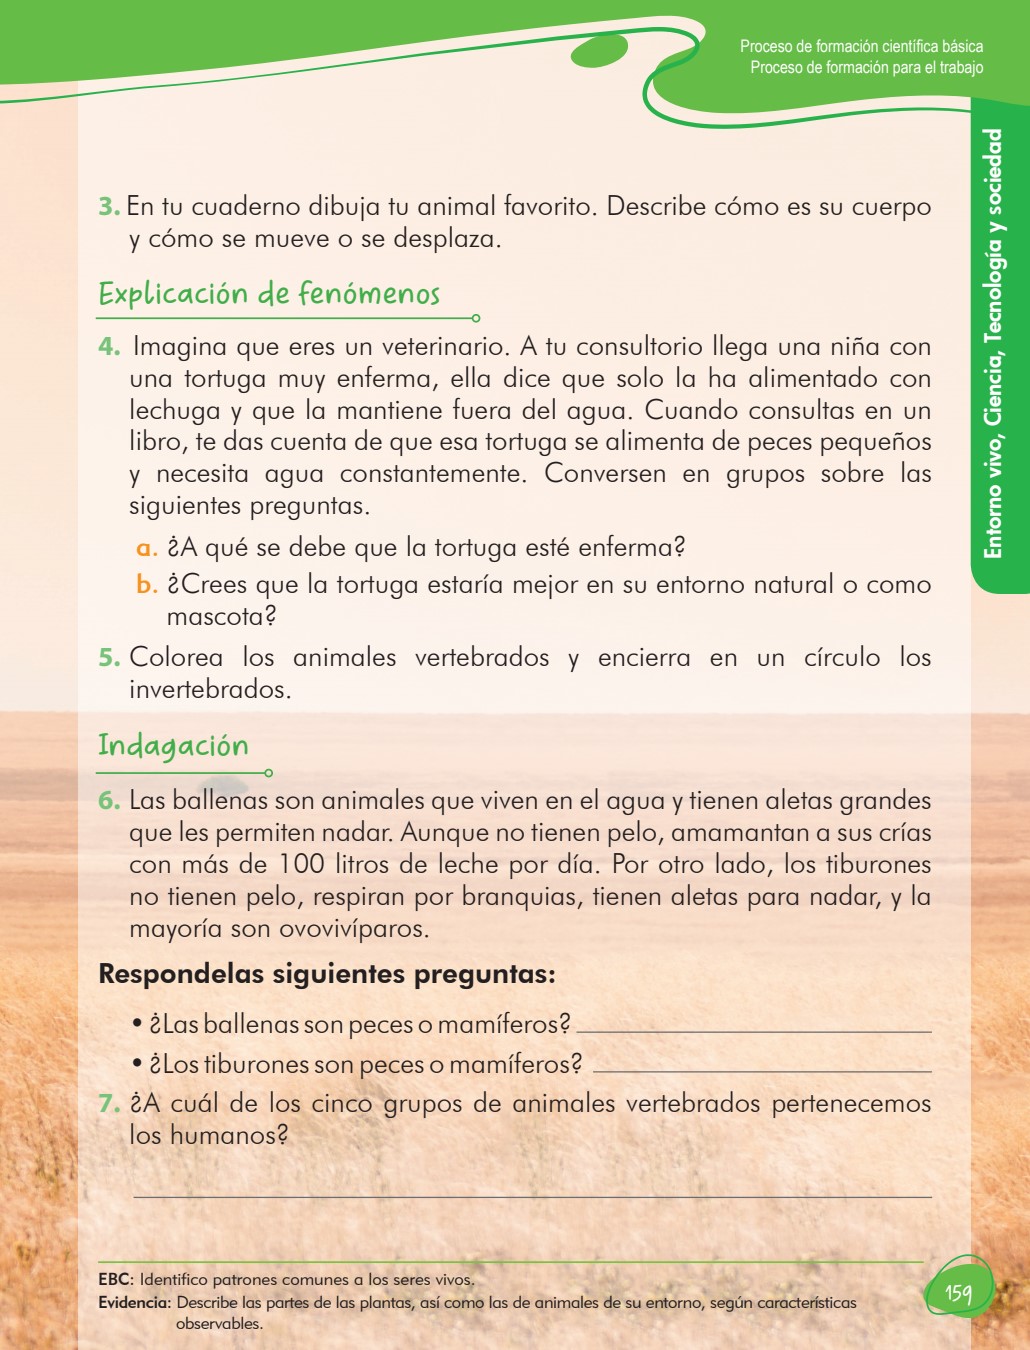 Proceso de formación científica básica
Proceso de formación para el trabajo
Entorno vivo, Ciencia, Tecnología y sociedad
3. En tu cuaderno dibuja tu animal favorito. Describe cómo es su cuerpo
y cómo se mueve o se desplaza.
Explicación de fenómenos
4. Imagina que eres un veterinario. A tu consultorio llega una niña con
una tortuga muy enferma, ella dice que solo la ha alimentado con
lechuga y que la mantiene fuera del agua. Cuando consultas en un
libro, te das cuenta de que esa tortuga se alimenta de peces pequeños
y necesita agua constantemente. Conversen en grupos sobre las
siguientes preguntas.
a. ¿A qué se debe que la tortuga esté enferma?
b. ¿Crees que la tortuga estaría mejor en su entorno natural o como
mascota?
5. Colorea los animales vertebrados y encierra en un círculo los
invertebrados.
Indagación
6. Las ballenas son animales que viven en el agua y tienen aletas grandes
que les permiten nadar. Aunque no tienen pelo, amamantan a sus crías
con más de 100 litros de leche por día. Por otro lado, los tiburones
no tienen pelo, respiran por branquias, tienen aletas para nadar, y la
mayoría son ovovivíparos.
Respondelas siguientes preguntas:
• ¿Las ballenas son peces o mamíferos?
• ¿Los tiburones son peces o mamíferos?
7. ¿A cuál de los cinco grupos de animales vertebrados pertenecemos
los humanos?
EBC: Identifico patrones comunes a los seres vivos.
Evidencia: Describe las partes de las plantas, así como las de animales de su entorno, según características
observables.
159